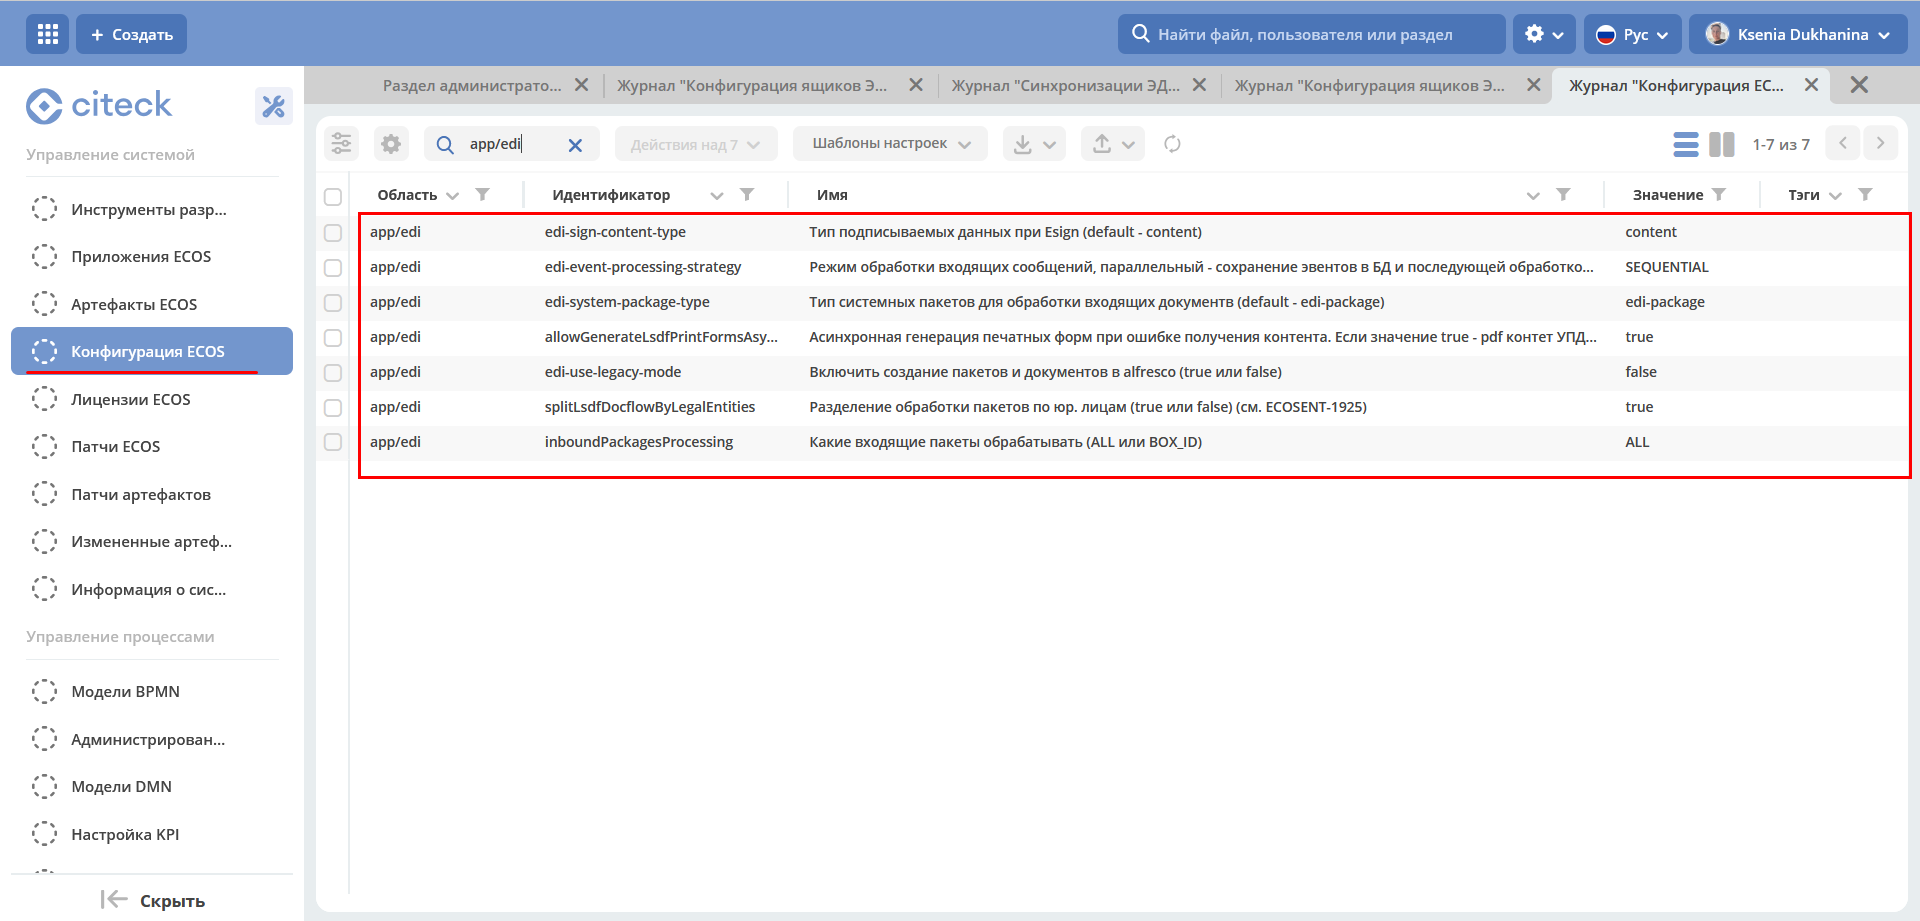 + Создать
Найти файл, пользователя или раздел
Рус
Ksenia Dukhanina
citeck
Управление системой
Инструменты разр...
Приложения ECOS
Артефакты ECOS
Конфигурация ECOS
Лицензии ECOS
Патчи ECOS
Патчи артефактов
Измененные артеф...
Информация о сис...
Управление процессами
Модели BPMN
Администрирован...
Модели DMN
Настройка KPI
Скрыть
Раздел администрато...
Журнал "Конфигурация ящиков Э...
Журнал "Синхронизации ЭД...
Журнал "Конфигурация ящиков Э...
Журнал "Конфигурация EC...
app/edi
Действия над 7
Шаблоны настроек
1-7 из 7
Область Идентификатор Имя Значение Тэги
app/edi edi-sign-content-type Тип подписываемых данных при Esign (default - content) content
app/edi edi-event-processing-strategy Режим обработки входящих сообщений, параллельный - сохранение эвентов в БД и последующей обработко... SEQUENTIAL
app/edi edi-system-package-type Тип системных пакетов для обработки входящих документв (default - edi-package) edi-package
app/edi allowGenerateLsdfPrintFormsAsy... Асинхронная генерация печатных форм при ошибке получения контента. Если значение true - pdf контет УПД... true
app/edi edi-use-legacy-mode Включить создание пакетов и документов в alfresco (true или false) false
app/edi splitLsdfDocflowByLegalEntities Разделение обработки пакетов по юр. лицам (true или false) (см. ECOSENT-1925) true
app/edi inboundPackagesProcessing Какие входящие пакеты обрабатывать (ALL или BOX_ID) ALL